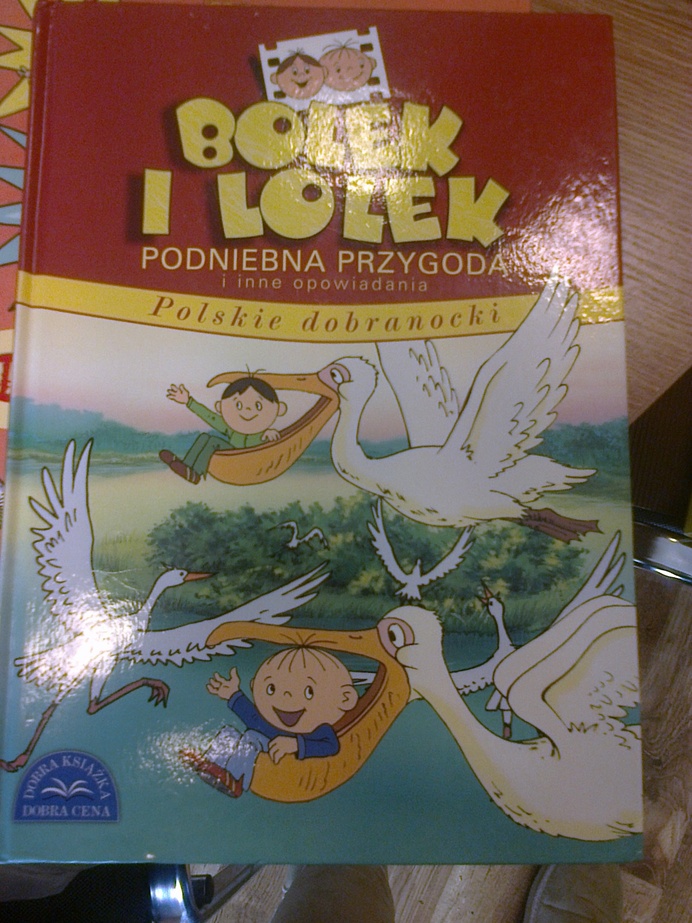 BOLEK
I LOLEK
PODNIEBNA PRZYGODA
i inne opowiadania
Polskie dobranocki
DOBRA KSIĄŻKA
DOBRA CENA